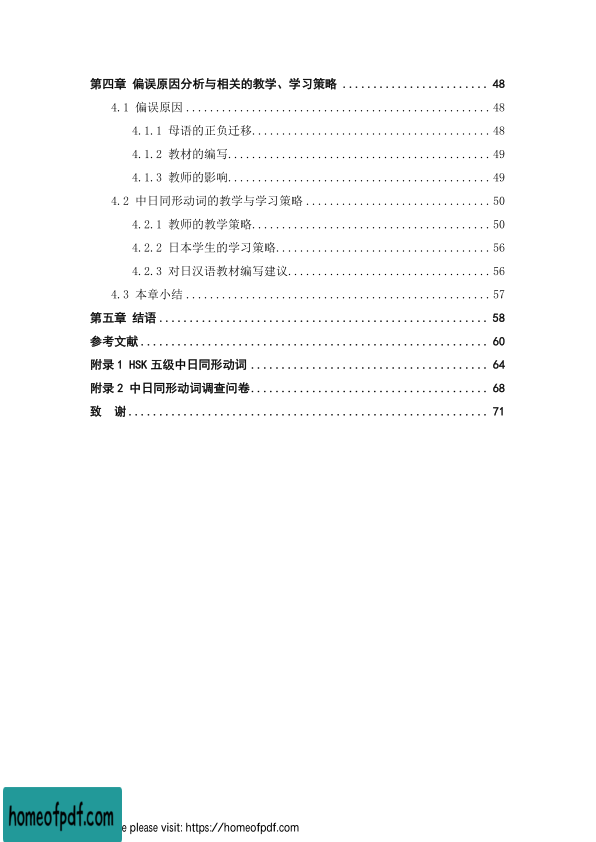 第四章 偏误原因分析与相关的教学、学习策略 ........................ 48
4.1 偏误原因 ................................................... 48
4.1.1 母语的正负迁移........................................ 48
4.1.2 教材的编写............................................ 49
4.1.3 教师的影响............................................ 49
4.2 中日同形动词的教学与学习策略 ............................... 50
4.2.1 教师的教学策略........................................ 50
4.2.2 日本学生的学习策略.................................... 56
4.2.3 对日汉语教材编写建议.................................. 56
4.3 本章小结 ................................................... 57
第五章 结语 ...................................................... 58
参考文献.......................................................... 60
附录 1 HSK 五级中日同形动词 ....................................... 64
附录 2 中日同形动词调查问卷....................................... 68
致 谢............................................................ 71
homeofpdf.com
e please visit: https://homeofpdf.com